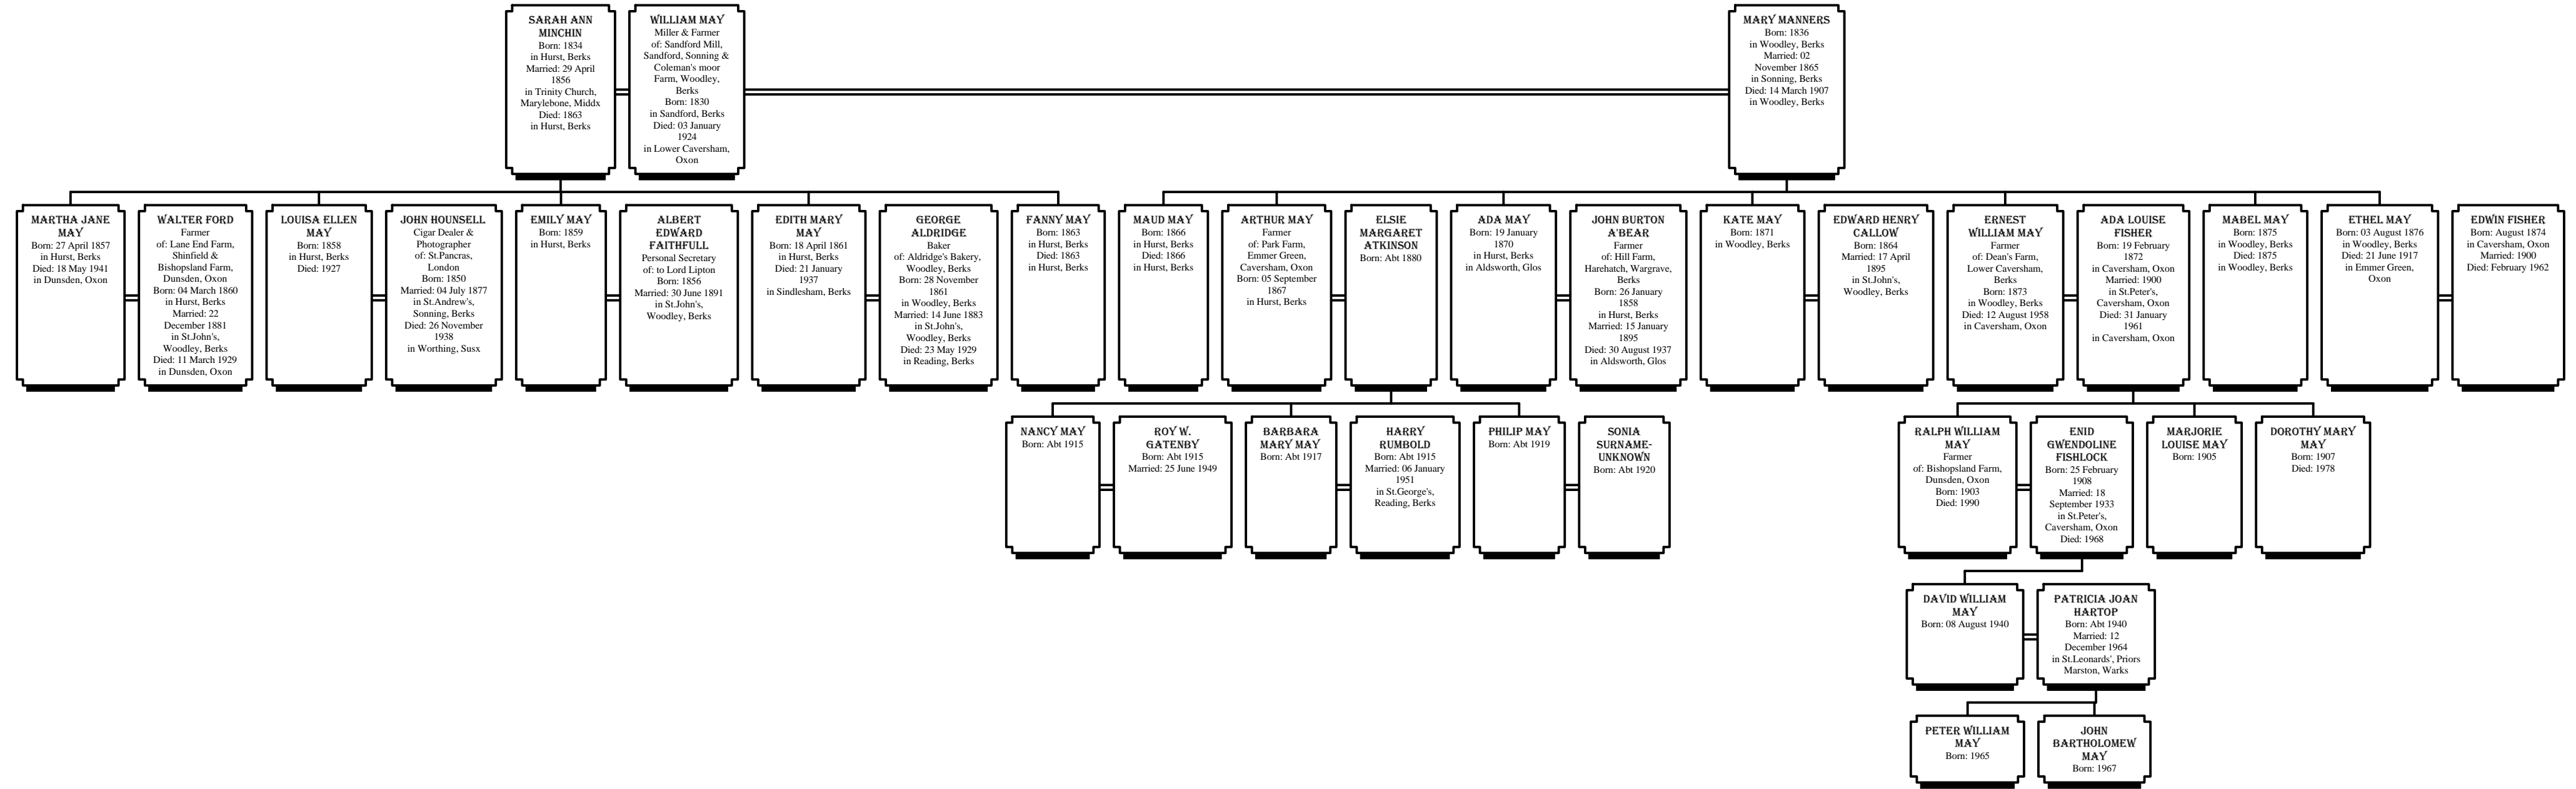 SARAH ANN
MINCHIN
Born: 1834
in Hurst, Berks
Married: 29 April
1856
in Trinity Church,
Marylebone, Middx
Died: 1863
in Hurst, Berks
WILLIAM MAY
Miller & Farmer
of: Sandford Mill,
Sandford, Sonning &
Coleman's moor
Farm, Woodley,
Berks
Born: 1830
in Sandford, Berks
Died: 03 January
1924
in Lower Caversham,
Oxon
MARY MANNERS
Born: 1836
in Woodley, Berks
Married: 02
November 1865
in Sonning, Berks
Died: 14 March 1907
in Woodley, Berks
MARTHA JANE
MAY
Born: 27 April 1857
in Hurst, Berks
Died: 18 May 1941
in Dunsden, Oxon
WALTER FORD
Farmer
of: Lane End Farm,
Shinfield &
Bishopsland Farm,
Dunsden, Oxon
Born: 04 March 1860
in Hurst, Berks
Married: 22
December 1881
in St.John's,
Woodley, Berks
Died: 11 March 1929
in Dunsden, Oxon
LOUISA ELLEN
MAY
Born: 1858
in Hurst, Berks
Died: 1927
JOHN HOUNSELL
Cigar Dealer &
Photographer
of: St.Pancras,
London
Born: 1850
Married: 04 July 1877
in St.Andrew's,
Sonning, Berks
Died: 26 November
1938
in Worthing, Susx
EMILY MAY
Born: 1859
in Hurst, Berks
ALBERT
EDWARD
FAITHFULL
Personal Secretary
of: to Lord Lipton
Born: 1856
Married: 30 June 1891
in St.John's,
Woodley, Berks
EDITH MARY
MAY
Born: 18 April 1861
in Hurst, Berks
Died: 21 January
1937
in Sindlesham, Berks
GEORGE
ALDRIDGE
Baker
of: Aldridge's Bakery,
Woodley, Berks
Born: 28 November
1861
in Woodley, Berks
Married: 14 June 1883
in St.John's,
Woodley, Berks
Died: 23 May 1929
in Reading, Berks
FANNY MAY
Born: 1863
in Hurst, Berks
Died: 1863
in Hurst, Berks
MAUD MAY
Born: 1866
in Hurst, Berks
Died: 1866
in Hurst, Berks
ARTHUR MAY
Farmer
of: Park Farm,
Emmer Green,
Caversham, Oxon
Born: 05 September
1867
in Hurst, Berks
ELSIE
MARGARET
ATKINSON
Born: Abt 1880
ADA MAY
Born: 19 January
1870
in Hurst, Berks
in Aldsworth, Glos
JOHN BURTON
A'BEAR
Farmer
of: Hill Farm,
Harehatch, Wargrave,
Berks
Born: 26 January
1858
in Hurst, Berks
Married: 15 January
1895
Died: 30 August 1937
in Aldsworth, Glos
KATE MAY
Born: 1871
in Woodley, Berks
EDWARD HENRY
CALLOW
Born: 1864
Married: 17 April
1895
in St.John's,
Woodley, Berks
ERNEST
WILLIAM MAY
Farmer
of: Dean's Farm,
Lower Caversham,
Berks
Born: 1873
in Woodley, Berks
Died: 12 August 1958
in Caversham, Oxon
ADA LOUISE
FISHER
Born: 19 February
1872
in Caversham, Oxon
Married: 1900
in St.Peter's,
Caversham, Oxon
Died: 31 January
1961
in Caversham, Oxon
MABEL MAY
Born: 1875
in Woodley, Berks
Died: 1875
in Woodley, Berks
ETHEL MAY
Born: 03 August 1876
in Woodley, Berks
Died: 21 June 1917
in Emmer Green,
Oxon
EDWIN FISHER
Born: August 1874
in Caversham, Oxon
Married: 1900
Died: February 1962
NANCY MAY
Born: Abt 1915
ROY W.
GATENBY
Born: Abt 1915
Married: 25 June 1949
BARBARA
MARY MAY
Born: Abt 1917
HARRY
RUMBOLD
Born: Abt 1915
Married: 06 January
1951
in St.George's,
Reading, Berks
PHILIP MAY
Born: Abt 1919
SONIA
SURNAME-
UNKNOWN
Born: Abt 1920
RALPH WILLIAM
MAY
Farmer
of: Bishopsland Farm,
Dunsden, Oxon
Born: 1903
Died: 1990
ENID
GWENDOLINE
FISHLOCK
Born: 25 February
1908
Married: 18
September 1933
in St.Peter's,
Caversham, Oxon
Died: 1968
MARJORIE
LOUISE MAY
Born: 1905
DOROTHY MARY
MAY
Born: 1907
Died: 1978
DAVID WILLIAM
MAY
Born: 08 August 1940
PATRICIA JOAN
HARTOP
Born: Abt 1940
Married: 12
December 1964
in St.Leonards', Priors
Marston, Warks
PETER WILLIAM
MAY
Born: 1965
JOHN
BARTHOLOMEW
MAY
Born: 1967